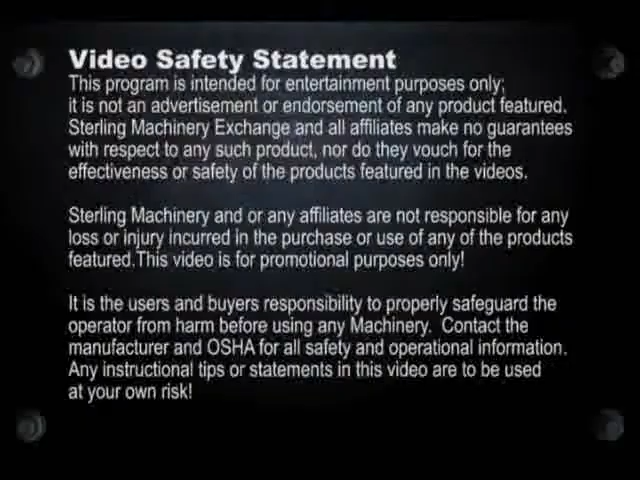 Video Safety Statement
This program is intended for entertainment purposes only;
it is not an advertisement or endorsement of any product featured.
Sterling Machinery Exchange and all affiliates make no guarantees
with respect to any such product, nor do they vouch for the
effectiveness or safety of the products featured in the videos.
Sterling Machinery and or any affiliates are not responsible for any
loss or injury incurred in the purchase or use of any of the products
featured.This video is for promotional purposes only!
It is the users and buyers responsibility to properly safeguard the
operator from harm before using any Machinery.  Contact the
manufacturer and OSHA for all safety and operational information.
Any instructional tips or statements in this video are to be used
at your own risk!